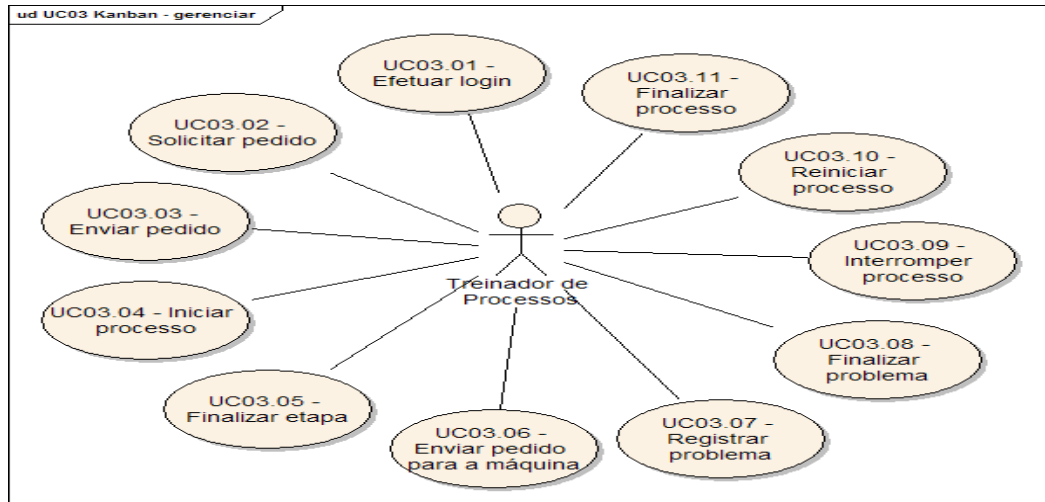 ud UC03 Kanban - gerenciar
UC03.01 -
Efetuar login
UC03.11 -
Finalizar
processo
UC03.02 -
Solicitar pedido
UC03.10 -
Reiniciar
processo
UC03.03 -
Enviar pedido
UC03.09 -
Interromper
processo
Treinador de
Processos
UC03.04 - Iniciar
processo
UC03.08 -
Finalizar
problema
UC03.05 -
Finalizar etapa
UC03.06 -
Enviar pedido
para a máquina
UC03.07 -
Registrar
problema